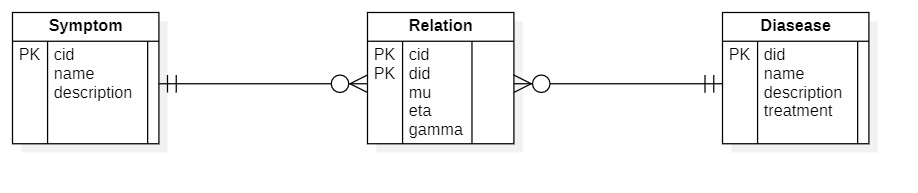 Symptom
PK cid
name
description
Relation
PK cid
PK did
mu
eta
gamma
Diasease
PK did
name
description
treatment